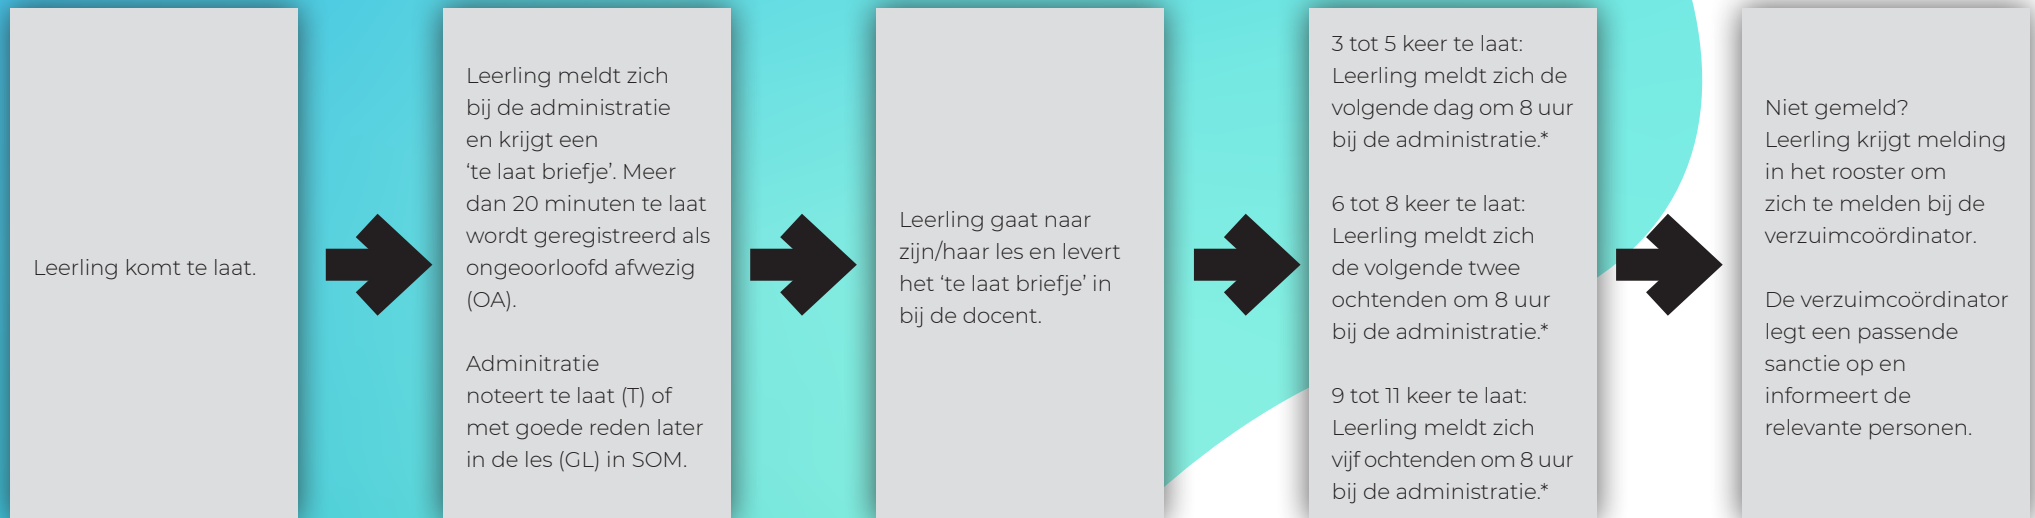 Leerling komt te laat.
Leerling meldt zich
bij de administratie
en krijgt een
‘te laat briefje’. Meer
dan 20 minuten te laat
wordt geregistreerd als
ongeoorloofd afwezig
(OA).
Adminitratie
noteert te laat (T) of
met goede reden later
in de les (GL) in SOM.
Leerling gaat naar
zijn/haar les en levert
het ‘te laat briefje’ in
bij de docent.
3 tot 5 keer te laat:
Leerling meldt zich de
volgende dag om 8 uur
bij de administratie.*
6 tot 8 keer te laat:
Leerling meldt zich
de volgende twee
ochtenden om 8 uur
bij de administratie.*
9 tot 11 keer te laat:
Leerling meldt zich
vijf ochtenden om 8 uur
bij de administratie.*
Niet gemeld?
Leerling krijgt melding
in het rooster om
zich te melden bij de
verzuimcoördinator.
De verzuimcoördinator
legt een passende
sanctie op en
informeert de
relevante personen.